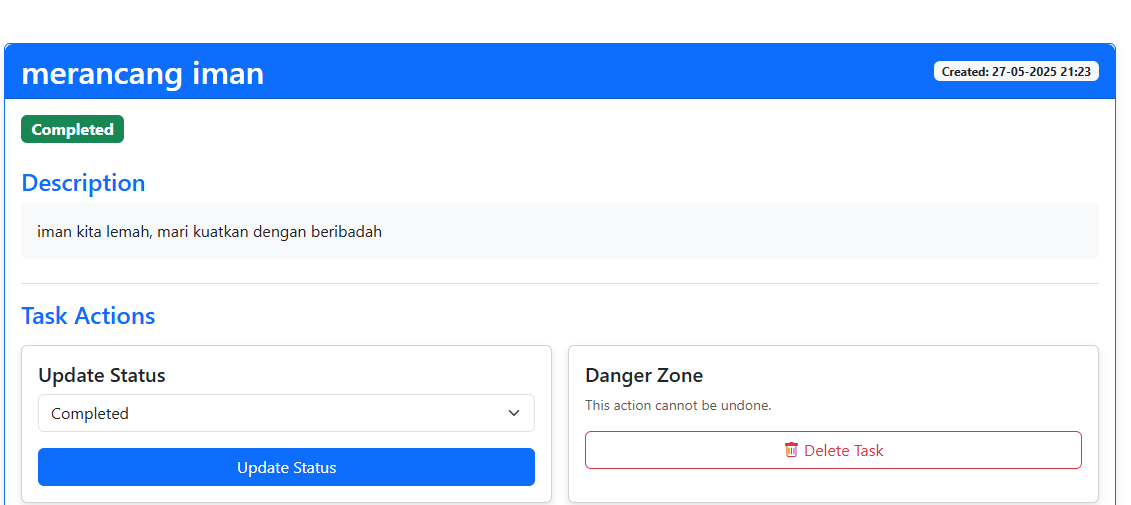 merancang iman
Created: 27-05-2025 21:23
Completed
Description
iman kita lemah, mari kuatkan dengan beribadah
Task Actions
Update Status
Completed
Update Status
Danger Zone
This action cannot be undone.
Delete Task